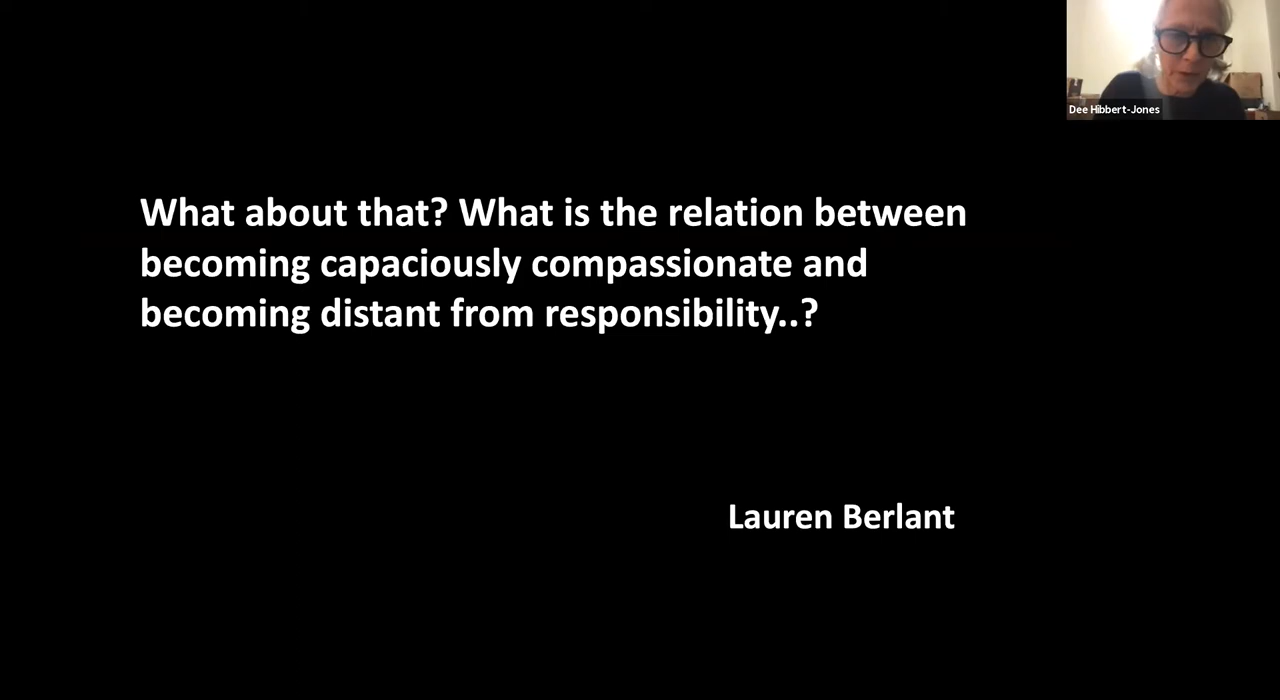 Dee Hibbert-Jones
What about that? What is the relation between
becoming capaciously compassionate and
becoming distant from responsibility..?
Lauren Berlant